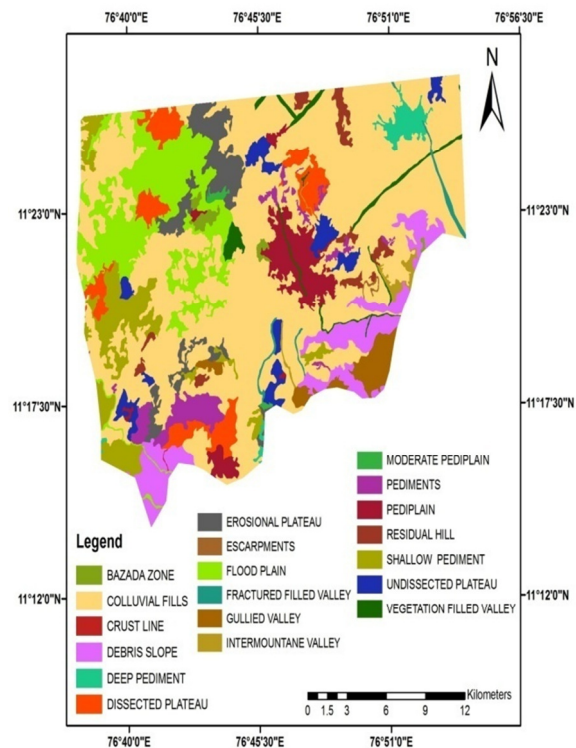 76°40'0"E 76°45'30"E 76°51'0"E 76°56'30"E
N
11°23'0"N 11°23'0"N
11°17'30"N 11°17'30"N
11°12'0"N 11°12'0"N
Legend
BAZADA ZONE
COLLUVIAL FILLS
CRUST LINE
DEBRIS SLOPE
DEEP PEDIMENT
DISSECTED PLATEAU
EROSIONAL PLATEAU
ESCARPMENTS
FLOOD PLAIN
FRACTURED FILLED VALLEY
GULLIED VALLEY
INTERMOUNTANE VALLEY
MODERATE PEDIPLAIN
PEDIMENTS
PEDIPLAIN
RESIDUAL HILL
SHALLOW PEDIMENT
UNDISSECTED PLATEAU
VEGETATION FILLED VALLEY
Kilometers
0 1.5 3 6 9 12
76°40'0"E 76°45'30"E 76°51'0"E